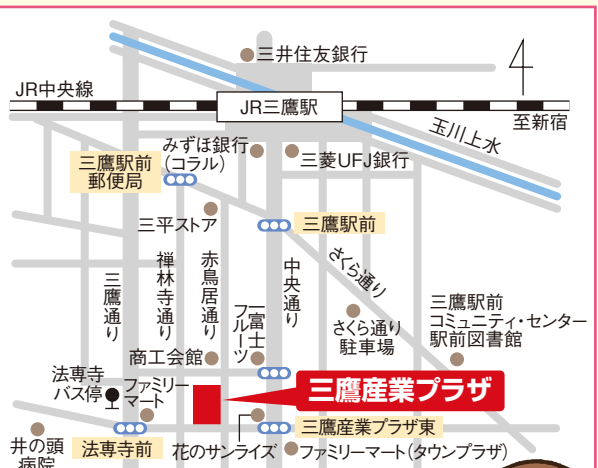 三井住友銀行
JR中央線
JR三鷹駅
玉川上水
至新宿
みずほ銀行
(コラル)
三菱UFJ銀行
三鷹駅前
郵便局
三平ストア
三鷹駅前
さくら通り
三鷹通り
禅林寺通り
赤鳥居通り
中央通り
一富士
フルーツ
さくら通り
駐車場
三鷹駅前
コミュニティ・センター
駅前図書館
商工会館
法専寺
バス停
ファミリー
マート
三鷹産業プラザ
井の頭
病院
法専寺前
花のサンライズ
三鷹産業プラザ東
ファミリーマート(タウンプラザ)